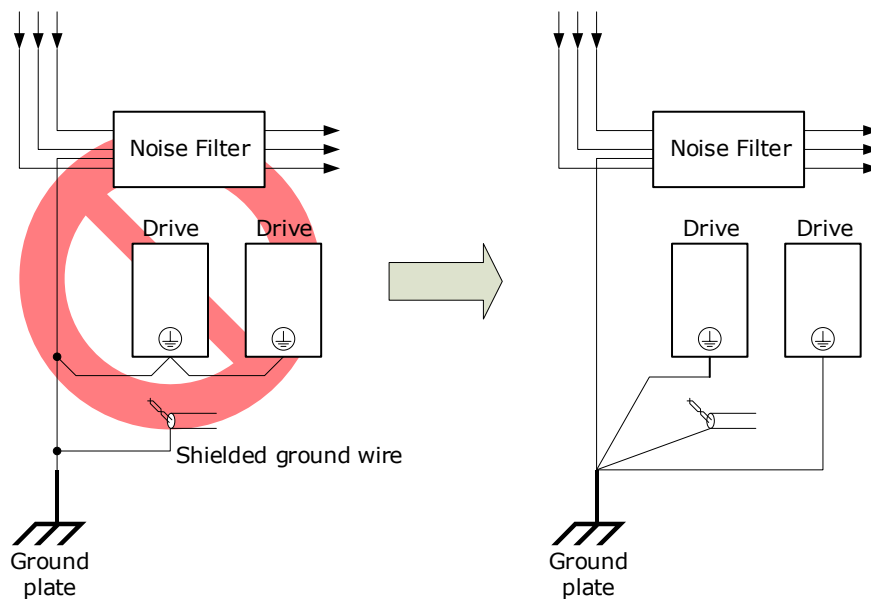 Noise Filter
Drive
Drive
Shielded ground wire
Ground
plate
Noise Filter
Drive
Drive
Ground
plate